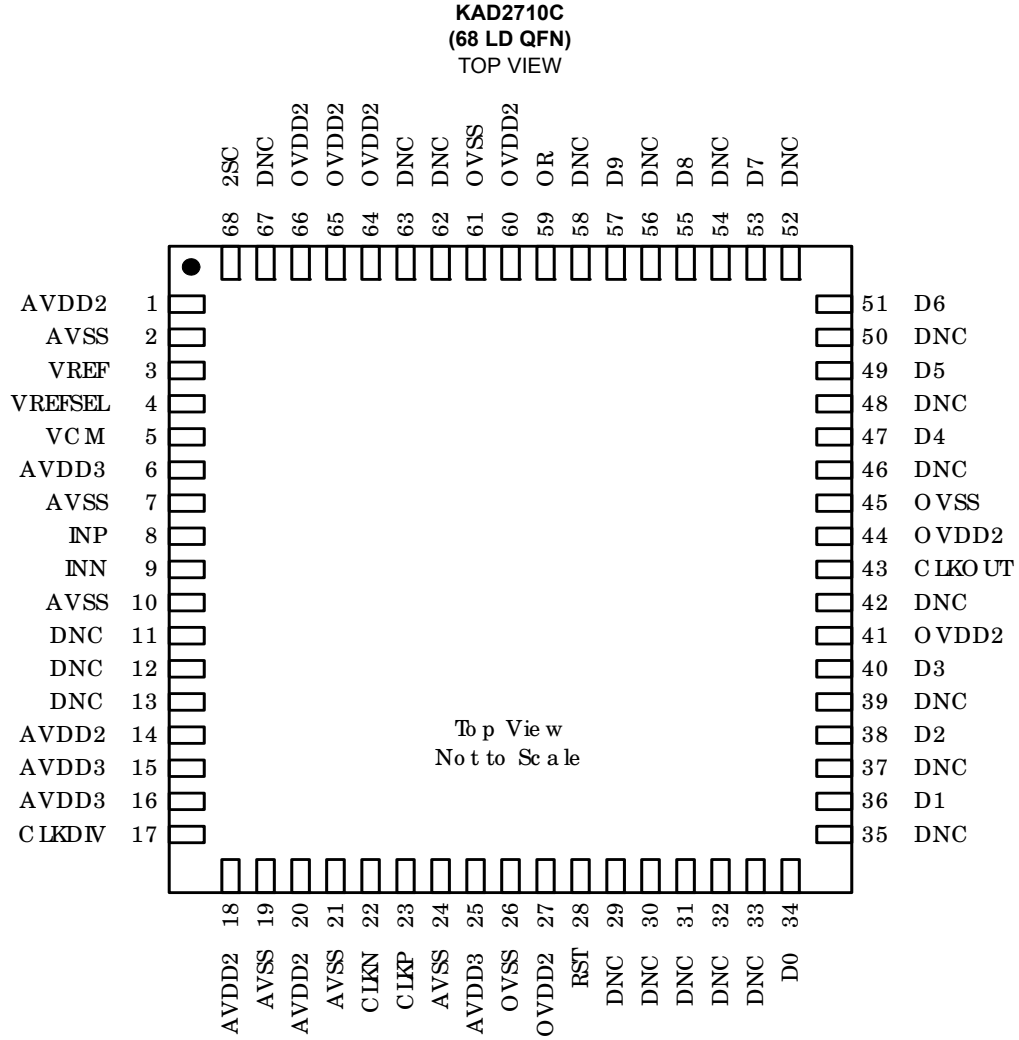 KAD2710C
(68 LD QFN)
TOP VIEW
68 2SC
67 DNC
66 OVDD2
65 OVDD2
64 OVDD2
63 DNC
62 DNC
61 OVSS
60 OVDD2
59 OR
58 DNC
57 D9
56 DNC
55 D8
54 DNC
53 D7
52 DNC
AVDD2 1
AVSS 2
VREF 3
VREFSEL 4
VCM 5
AVDD3 6
AVSS 7
INP 8
INN 9
AVSS 10
DNC 11
DNC 12
DNC 13
AVDD2 14
AVDD3 15
AVDD3 16
CLKDIV 17
51 D6
50 DNC
49 D5
48 DNC
47 D4
46 DNC
45 OVSS
44 OVDD2
43 CLKOUT
42 DNC
41 OVDD2
40 D3
39 DNC
38 D2
37 DNC
36 D1
35 DNC
Top View
Not to Scale
AVDD2 18
AVSS 19
AVDD2 20
AVSS 21
CLKN 22
CLKP 23
AVSS 24
AVDD3 25
OVSS 26
OVDD2 27
RST 28
DNC 29
DNC 30
DNC 31
DNC 32
DNC 33
D0 34